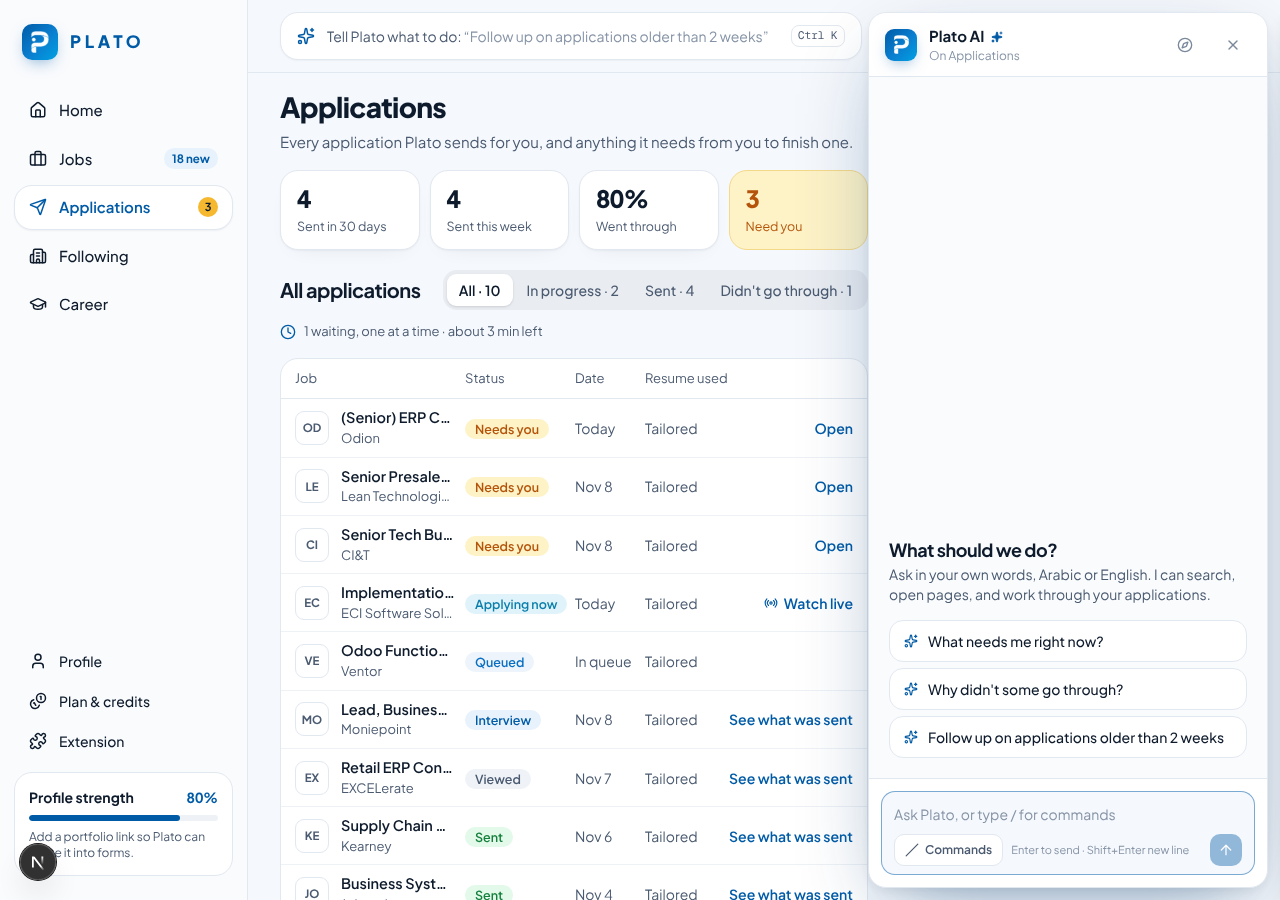 PLATO
Home
Jobs
18 new
Applications
3
Following
Career
Profile
Plan & credits
Extension
Profile strength
80%
Add a portfolio link so Plato can
it into forms.
N
Tell Plato what to do: “Follow up on applications older than 2 weeks”
Ctrl K
Applications
Every application Plato sends for you, and anything it needs from you to finish one.
4
Sent in 30 days
4
Sent this week
80%
Went through
3
Need you
All applications
All · 10
In progress · 2
Sent · 4
Didn't go through · 1
1 waiting, one at a time · about 3 min left
Job Status Date Resume used
OD (Senior) ERP C... Needs you Today Tailored Open
Odion
LE Senior Presale... Needs you Nov 8 Tailored Open
Lean Technologi...
CI Senior Tech Bu... Needs you Nov 8 Tailored Open
CI&T
EC Implementatio... Applying now Today Tailored Watch live
ECI Software Sol...
VE Odoo Functio... Queued In queue Tailored
Ventor
MO Lead, Busines... Interview Nov 8 Tailored See what was sent
Moniepoint
EX Retail ERP Con... Viewed Nov 7 Tailored See what was sent
EXCELerate
KE Supply Chain ... Sent Nov 6 Tailored See what was sent
Kearney
JO Business Syst... Sent Nov 4 Tailored See what was sent
Plato AI
On Applications
What should we do?
Ask in your own words, Arabic or English. I can search,
open pages, and work through your applications.
What needs me right now?
Why didn't some go through?
Follow up on applications older than 2 weeks
Ask Plato, or type / for commands
Commands
Enter to send · Shift+Enter new line